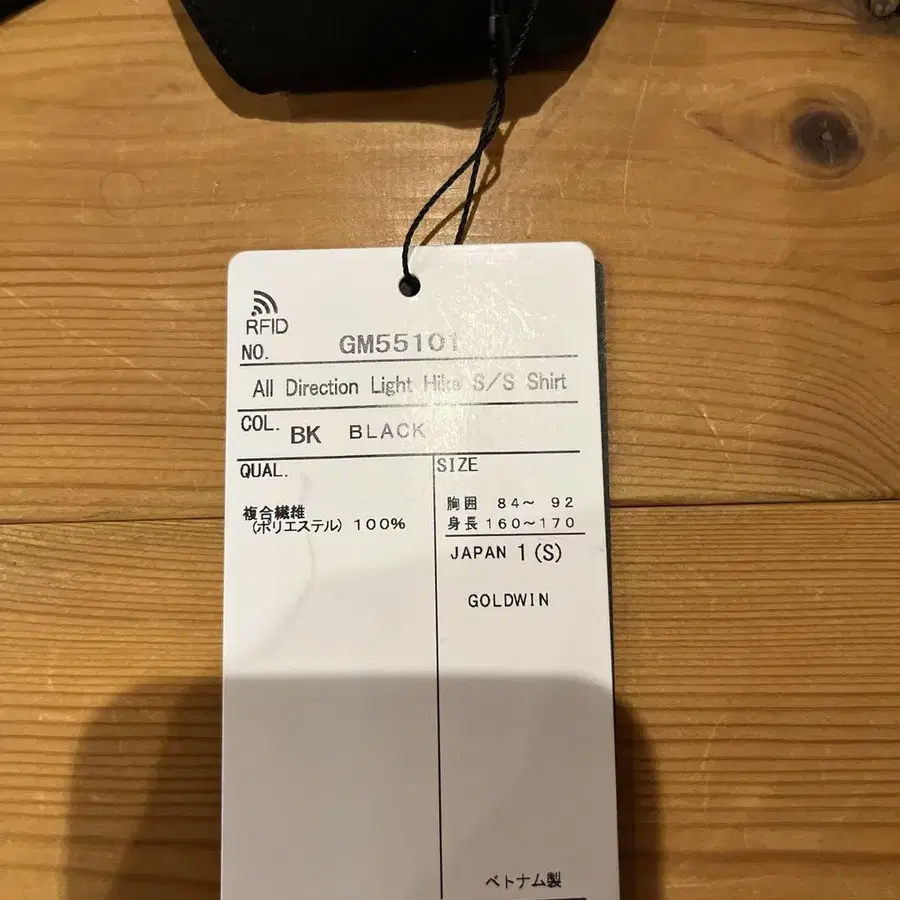 RFID
NO. GM55101
All Direction Light Hike S/S Shirt
COL. BK BLACK
QUAL.
複合繊維
(ポリエステル) 100%
SIZE
胸囲 84～ 92
身長 160～170
JAPAN 1 (S)
GOLDWIN
ベトナム製